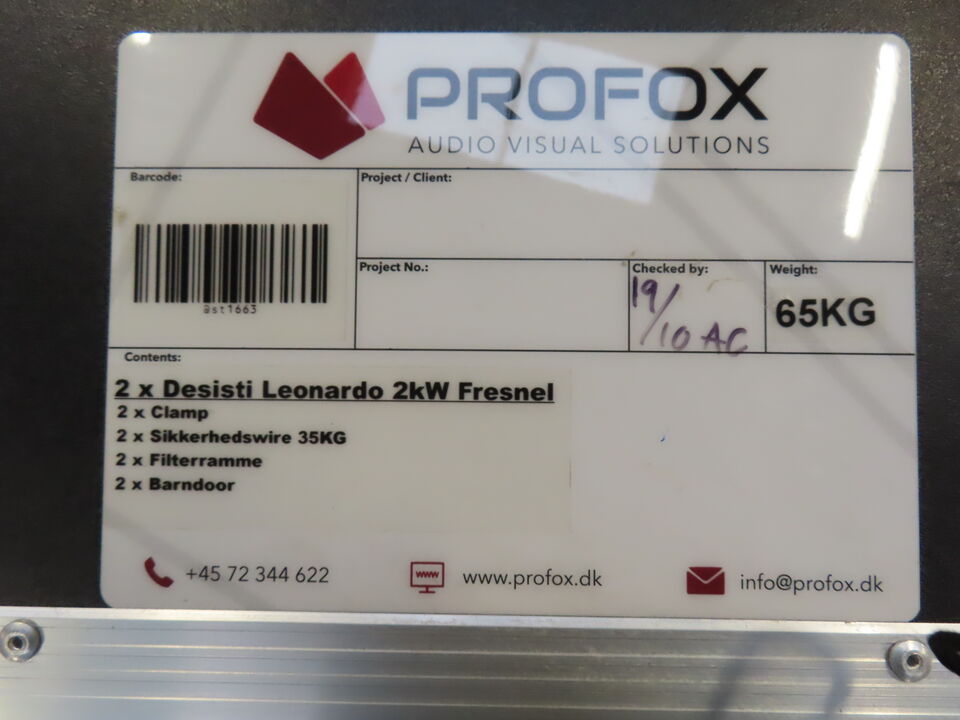 PROFOX
AUDIO VISUAL SOLUTIONS
Barcode:
ast1663
Project / Client:
Project No.:
Checked by:
19/10 AC
Weight:
65KG
Contents:
2 x Desisti Leonardo 2kW Fresnel
2 x Clamp
2 x Sikkerhedswire 35KG
2 x Filterramme
2 x Barndoor
+45 72 344 622
www
www.profox.dk
info@profox.dk